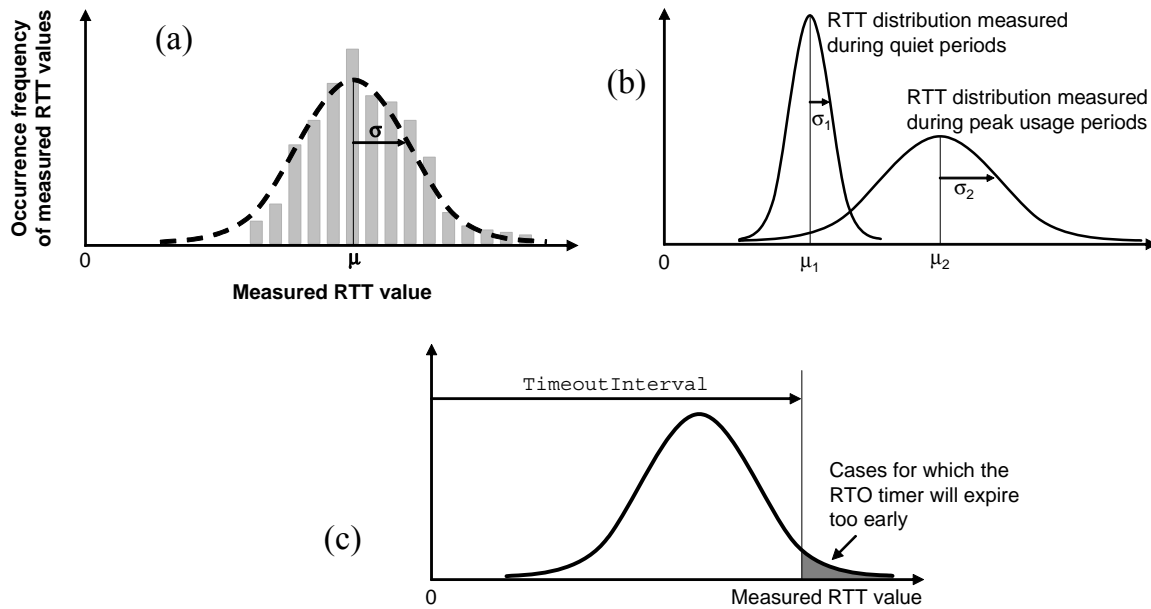 (a)
Occurrence frequency
of measured RTT values
σ
0
μ
Measured RTT value
(b)
RTT distribution measured
during quiet periods
RTT distribution measured
during peak usage periods
σ1
σ2
0
μ1
μ2
(c)
TimeoutInterval
Cases for which the
RTO timer will expire
too early
0
Measured RTT value